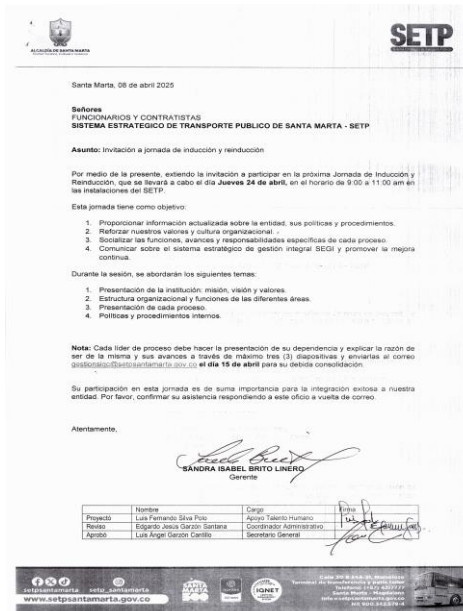 ALCALDÍA DE SANTA MARTA
SETP
Santa Marta, 08 de abril 2025
Señores
FUNCIONARIOS Y CONTRATISTAS
SISTEMA ESTRATEGICO DE TRANSPORTE PUBLICO DE SANTA MARTA - SETP
Asunto: Invitación a jornada de inducción y reinducción
Por medio de la presente, extiendo la invitación a participar en la próxima Jornada de Inducción y
Reinducción, que se llevará a cabo el día Jueves 24 de abril, en el horario de 9:00 a 11:00 am en
las instalaciones del SETP.
Esta jornada tiene como objetivo:
1. Proporcionar información actualizada sobre la entidad, sus políticas y procedimientos.
2. Reforzar nuestros valores y cultura organizacional.
3. Socializar las funciones, avances y responsabilidades específicas de cada proceso.
4. Comunicar sobre el sistema estratégico de gestión integral SEGI y promover la mejora
continua.
Durante la sesión, se abordarán los siguientes temas:
1. Presentación de la institución: misión, visión y valores.
2. Estructura organizacional y funciones de las diferentes áreas.
3. Presentación de cada proceso.
4. Políticas y procedimientos internos.
Nota: Cada líder de proceso debe hacer la presentación de su dependencia y explicar la razón de
ser de la misma y sus avances a través de máximo tres (3) diapositivas y enviarlas al correo
@setpsantamarta.gov.co el día 15 de abril para su debida consolidación.
Su participación en esta jornada es de suma importancia para la integración exitosa a nuestra
entidad. Por favor, confirmar su asistencia respondiendo a este oficio a vuelta de correo.
Atentamente,
SANDRA ISABEL BRITO LINERO
Gerente
Nombre Cargo Firma
Proyectó Luis Fernando Silva Polo Apoyo Talento Humano
Reviso Edgardo Jesús Garzón Santana Coordinador Administrativo
Aprobó Luis Ángel Garzón Cantillo Secretario General
setpsantamarta setp_santamarta
www.setpsantamarta.gov.co
SANTA MARTA 500
IQNET
Santa Marta - Magdalena